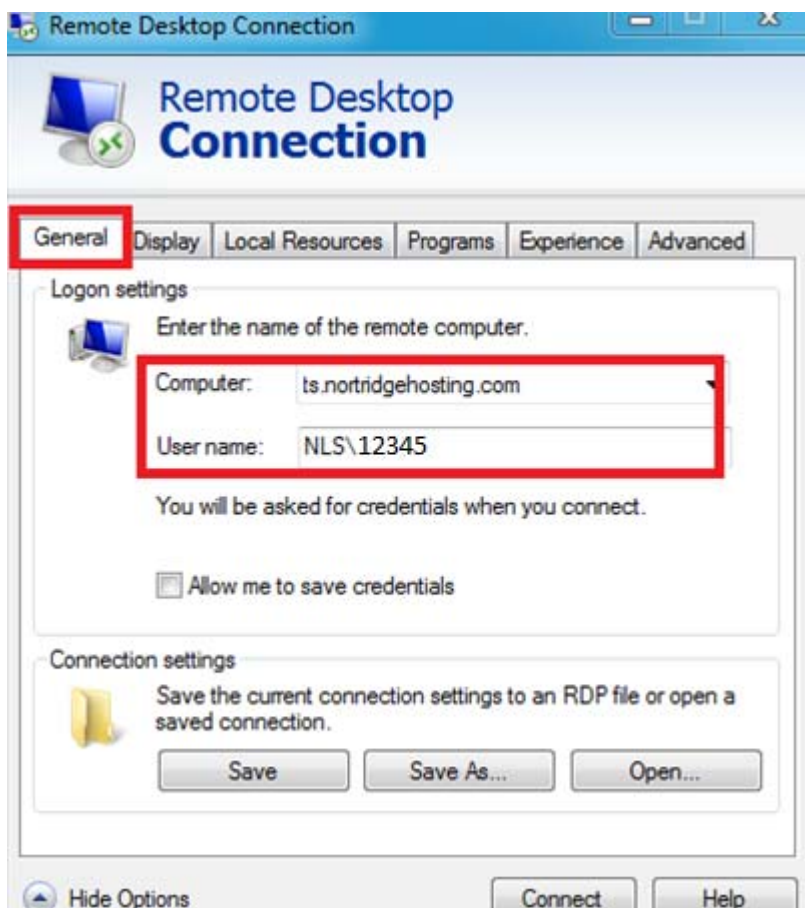 Remote Desktop Connection
Remote Desktop
Connection
General Display Local Resources Programs Experience Advanced
Logon settings
Enter the name of the remote computer.
Computer: ts.nortridgehosting.com
User name: NLS\12345
You will be asked for credentials when you connect.
Allow me to save credentials
Connection settings
Save the current connection settings to an RDP file or open a
saved connection.
Save Save As... Open...
Hide Options Connect Help